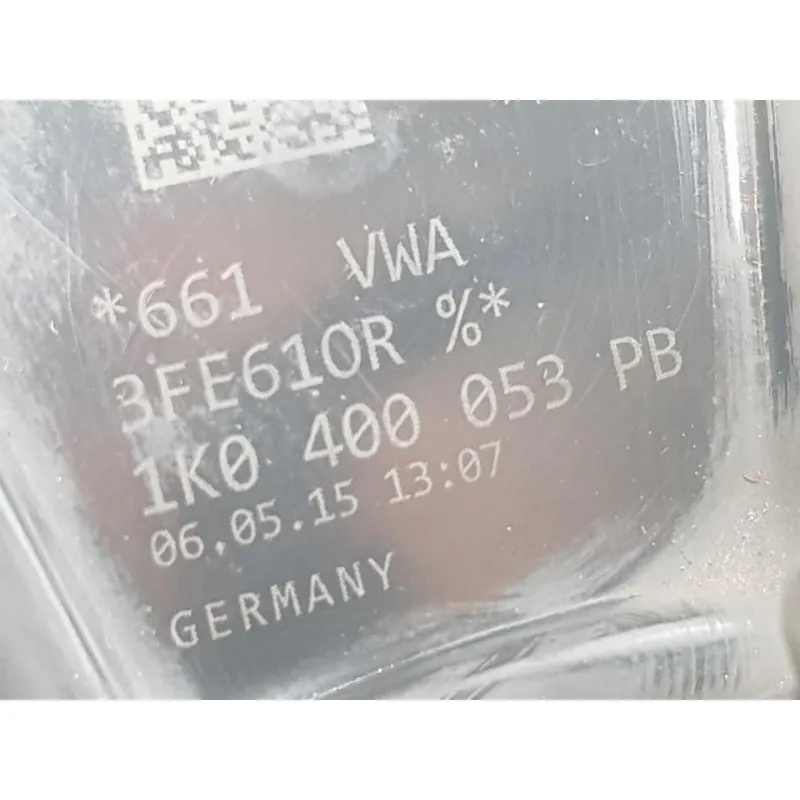 *661 VWA
3FE610R %*
1K0 400 053 PB
06.05.15 13:07
GERMANY